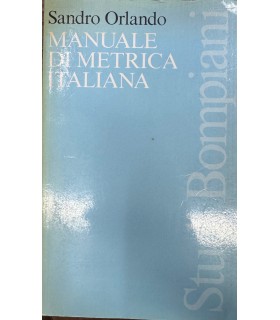 Sandro Orlando
MANUALE
DI METRICA
ITALIANA
Studi Bompiani